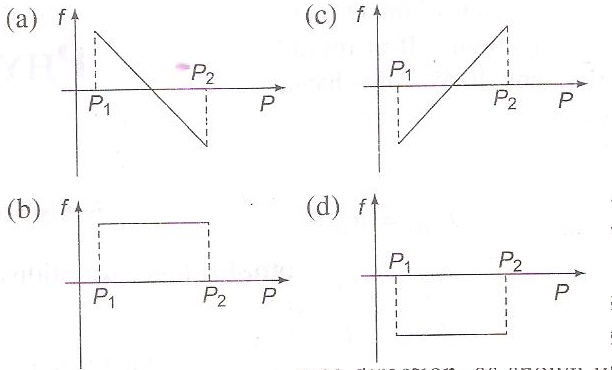 (a) f
P₂
P₁ P
(c) f
P₁
P₂ P
(b) f
P₁ P₂ P
(d) f
P₁ P₂
P